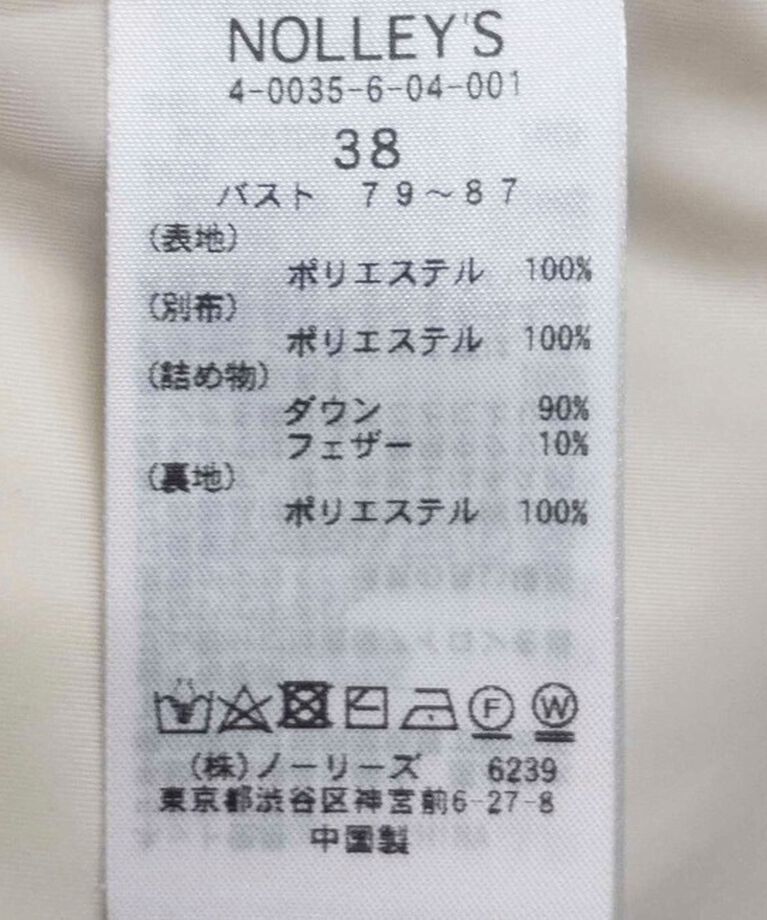 NOLLEY'S
4-0035-6-04-001
38
バスト 79～87
(表地)
ポリエステル 100%
(別布)
ポリエステル 100%
(詰め物)
ダウン 90%
フェザー 10%
(裏地)
ポリエステル 100%
F W
(株)ノーリーズ 6239
東京都渋谷区神宮前6-27-8
中国製